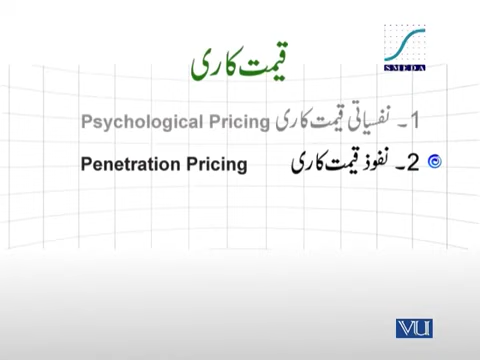 قیمت کاری
SMEDA
1۔ نفسیاتی قیمت کاری Psychological Pricing
2۔ نفوذ قیمت کاری Penetration Pricing
VU